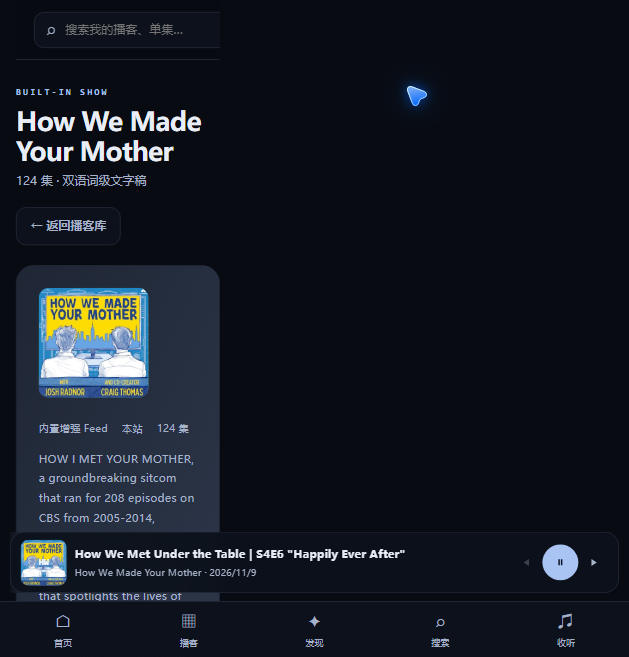 搜索我的播客、单集...
BUILT-IN SHOW
How We Made
Your Mother
124 集 · 双语词级文字稿
← 返回播客库
HOW WE MADE
YOUR MOTHER
WITH
JOSH RADNOR
AND CO-CREATOR
CRAIG THOMAS
内置增强 Feed 本站 124 集
HOW I MET YOUR MOTHER,
a groundbreaking sitcom
that ran for 208 episodes on
CBS from 2005-2014,
How We Met Under the Table | S4E6 "Happily Ever After"
How We Made Your Mother · 2026/11/9
that spotlights the lives of
首页
播客
发现
搜索
收听